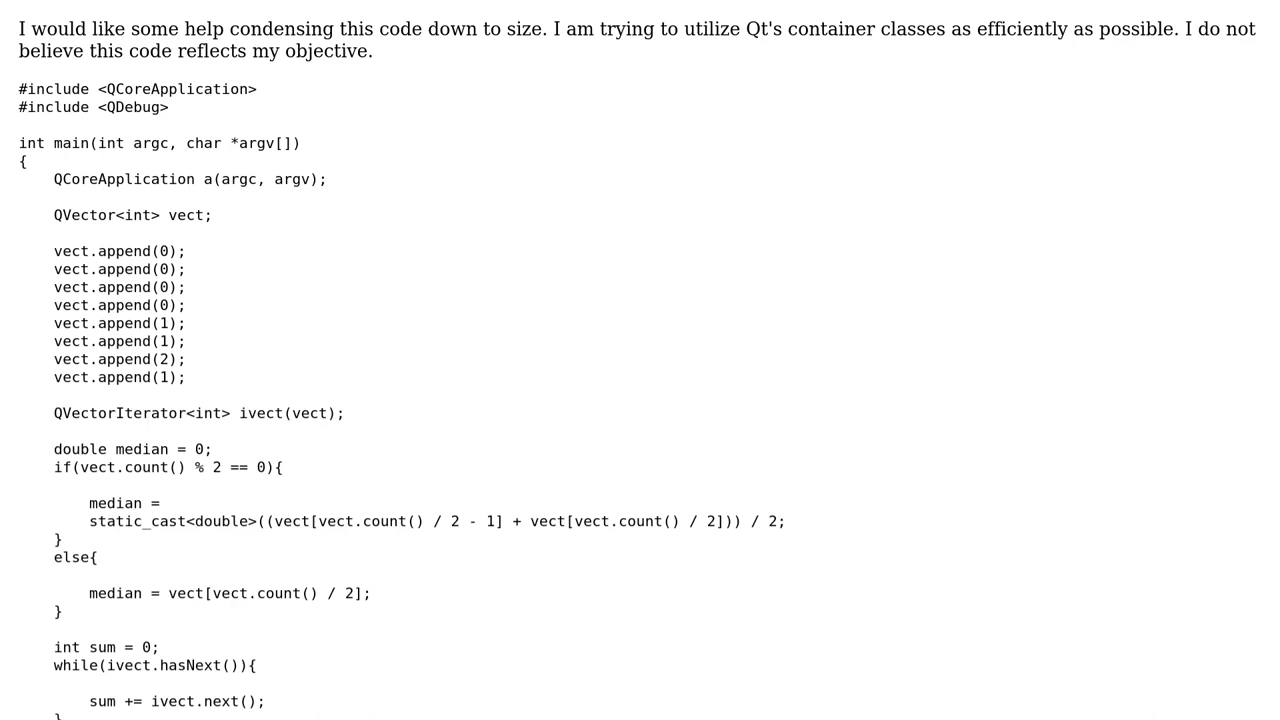 I would like some help condensing this code down to size. I am trying to utilize Qt's container classes as efficiently as possible. I do not
believe this code reflects my objective.
#include <QCoreApplication>
#include <QDebug>
int main(int argc, char *argv[])
{
    QCoreApplication a(argc, argv);
    QVector<int> vect;
    vect.append(0);
    vect.append(0);
    vect.append(0);
    vect.append(0);
    vect.append(1);
    vect.append(1);
    vect.append(2);
    vect.append(1);
    QVectorIterator<int> ivect(vect);
    double median = 0;
    if(vect.count() % 2 == 0){
        median =
        static_cast<double>((vect[vect.count() / 2 - 1] + vect[vect.count() / 2])) / 2;
    }
    else{
        median = vect[vect.count() / 2];
    }
    int sum = 0;
    while(ivect.hasNext()){
        sum += ivect.next();
    }